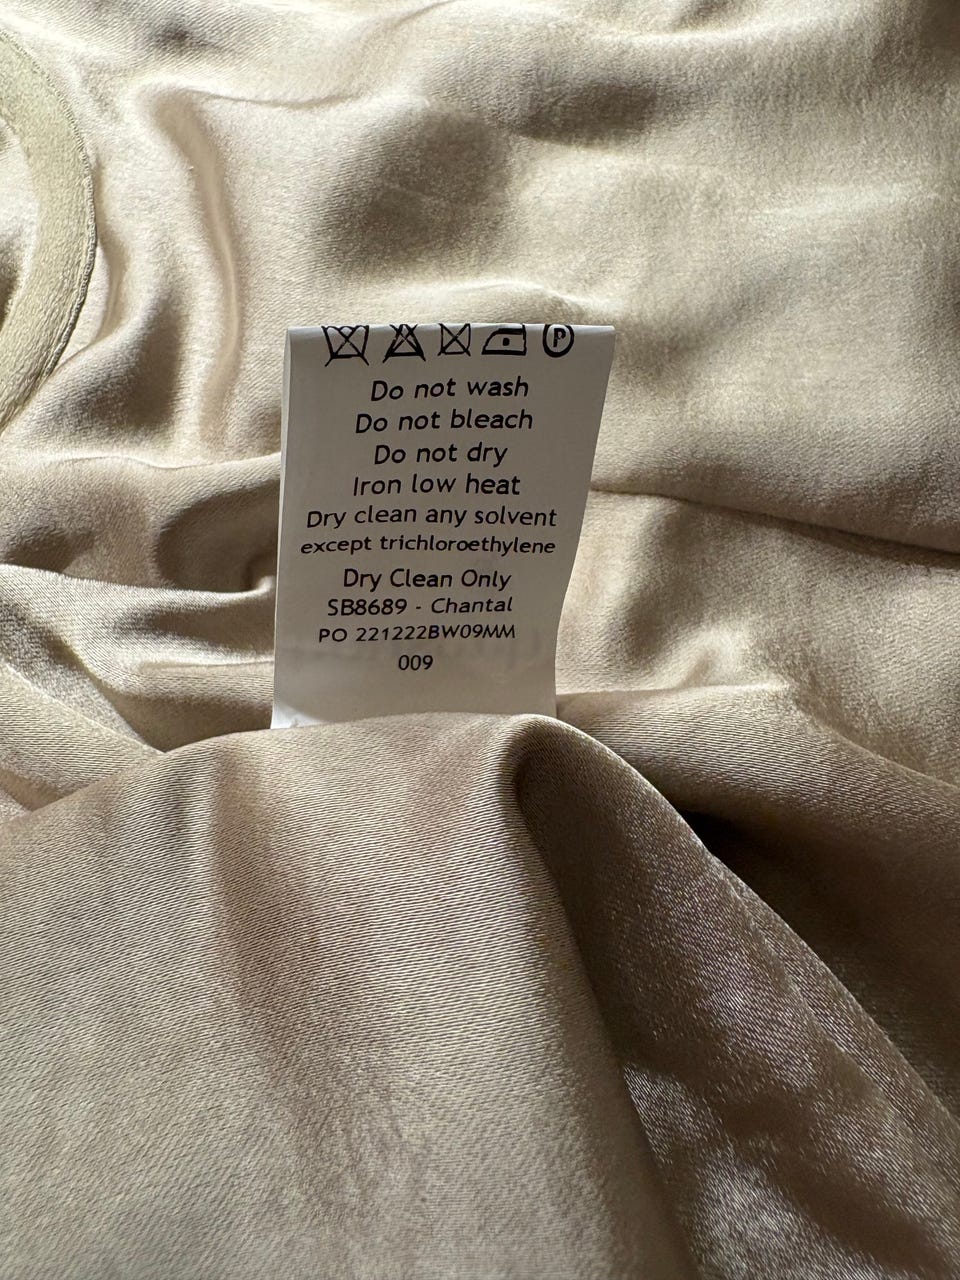 P
Do not wash
Do not bleach
Do not dry
Iron low heat
Dry clean any solvent
except trichloroethylene
Dry Clean Only
SB8689 - Chantal
PO 221222BW09MM
009